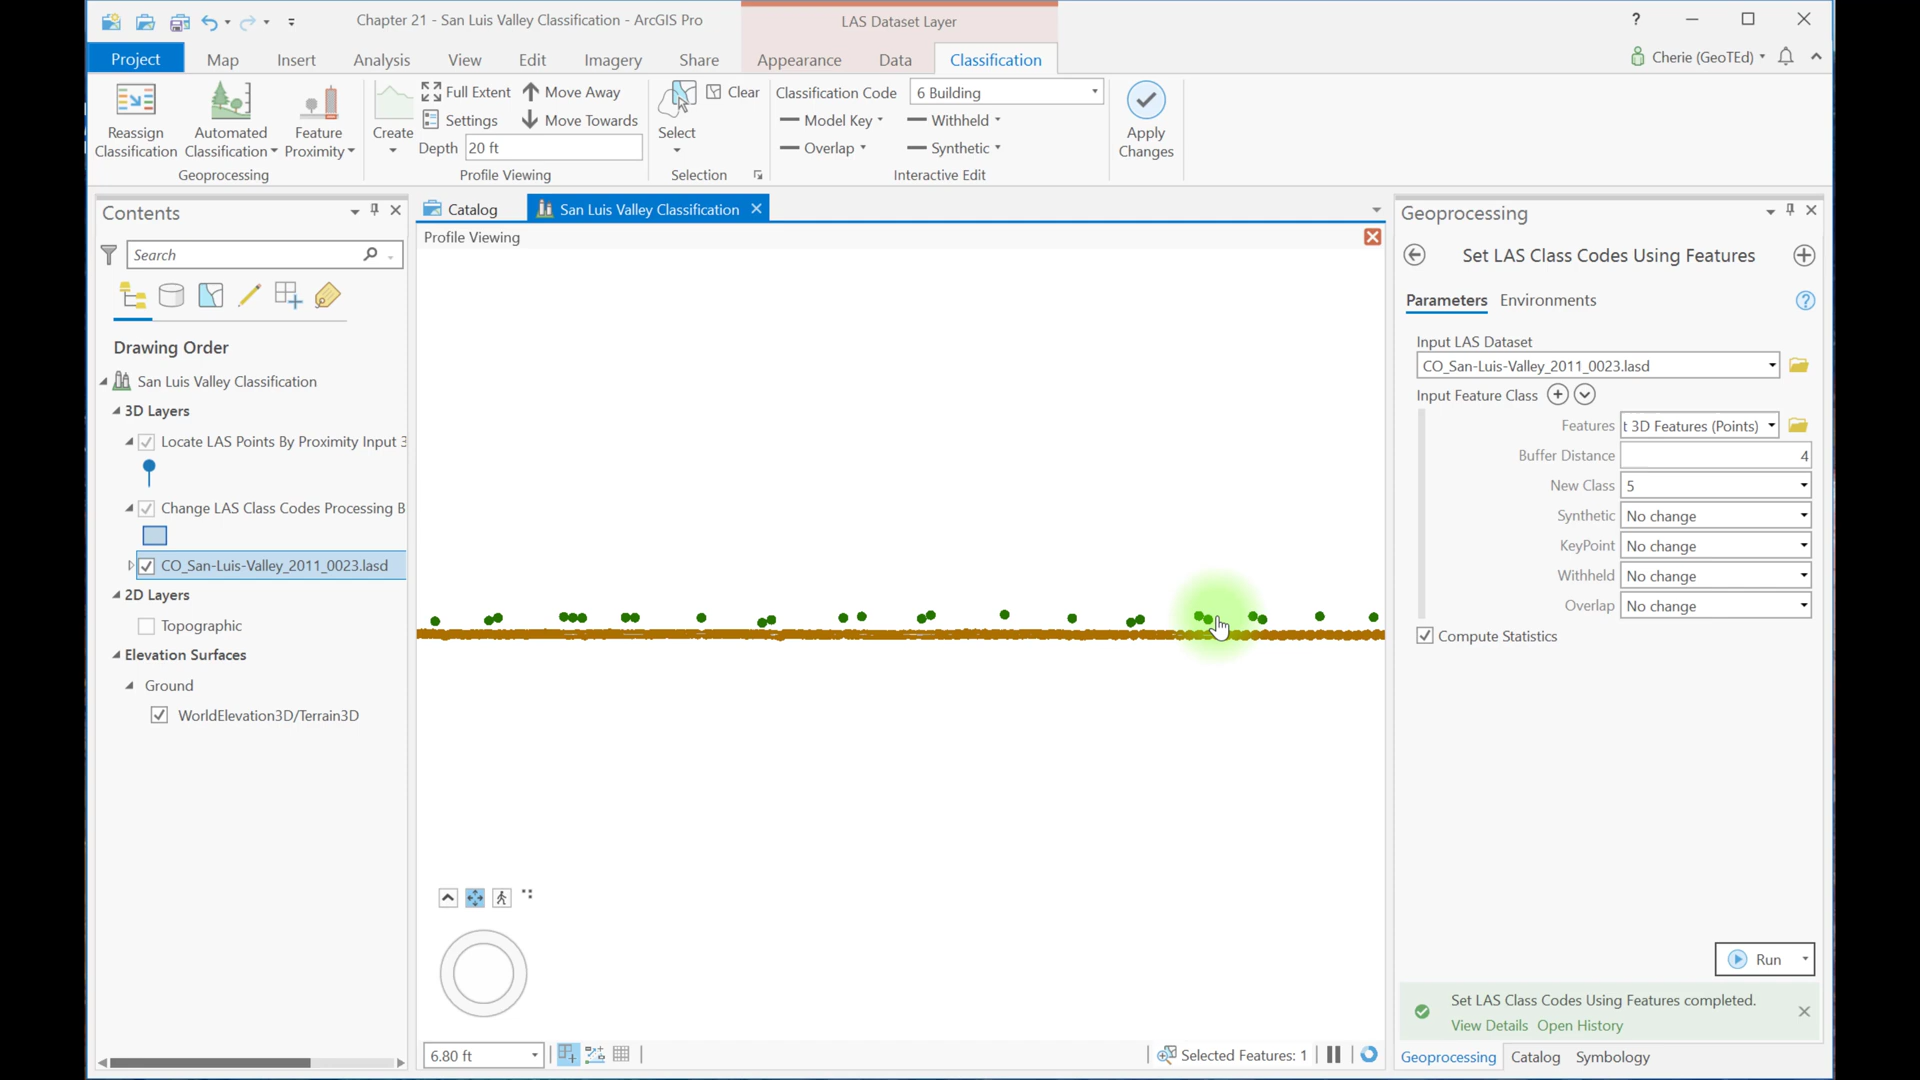 Chapter 21 - San Luis Valley Classification - ArcGIS Pro
LAS Dataset Layer
?
Project
Map
Insert
Analysis
View
Edit
Imagery
Share
Appearance
Data
Classification
Cherie (GeoTEd)
Reassign
Classification
Automated
Classification
Feature
Proximity
Geoprocessing
Create
Full Extent
Move Away
Settings
Move Towards
Depth
20 ft
Profile Viewing
Select
Clear
Selection
Classification Code
6 Building
Model Key
Withheld
Overlap
Synthetic
Interactive Edit
Apply
Changes
Contents
Search
Drawing Order
San Luis Valley Classification
3D Layers
Locate LAS Points By Proximity Input 3
Change LAS Class Codes Processing B
CO_San-Luis-Valley_2011_0023.lasd
2D Layers
Topographic
Elevation Surfaces
Ground
WorldElevation3D/Terrain3D
Catalog
San Luis Valley Classification
Profile Viewing
6.80 ft
Selected Features: 1
Geoprocessing
Set LAS Class Codes Using Features
Parameters
Environments
?
Input LAS Dataset
CO_San-Luis-Valley_2011_0023.lasd
Input Feature Class
Features
t 3D Features (Points)
Buffer Distance
4
New Class
5
Synthetic
No change
KeyPoint
No change
Withheld
No change
Overlap
No change
Compute Statistics
Run
Set LAS Class Codes Using Features completed.
View Details Open History
Geoprocessing
Catalog
Symbology